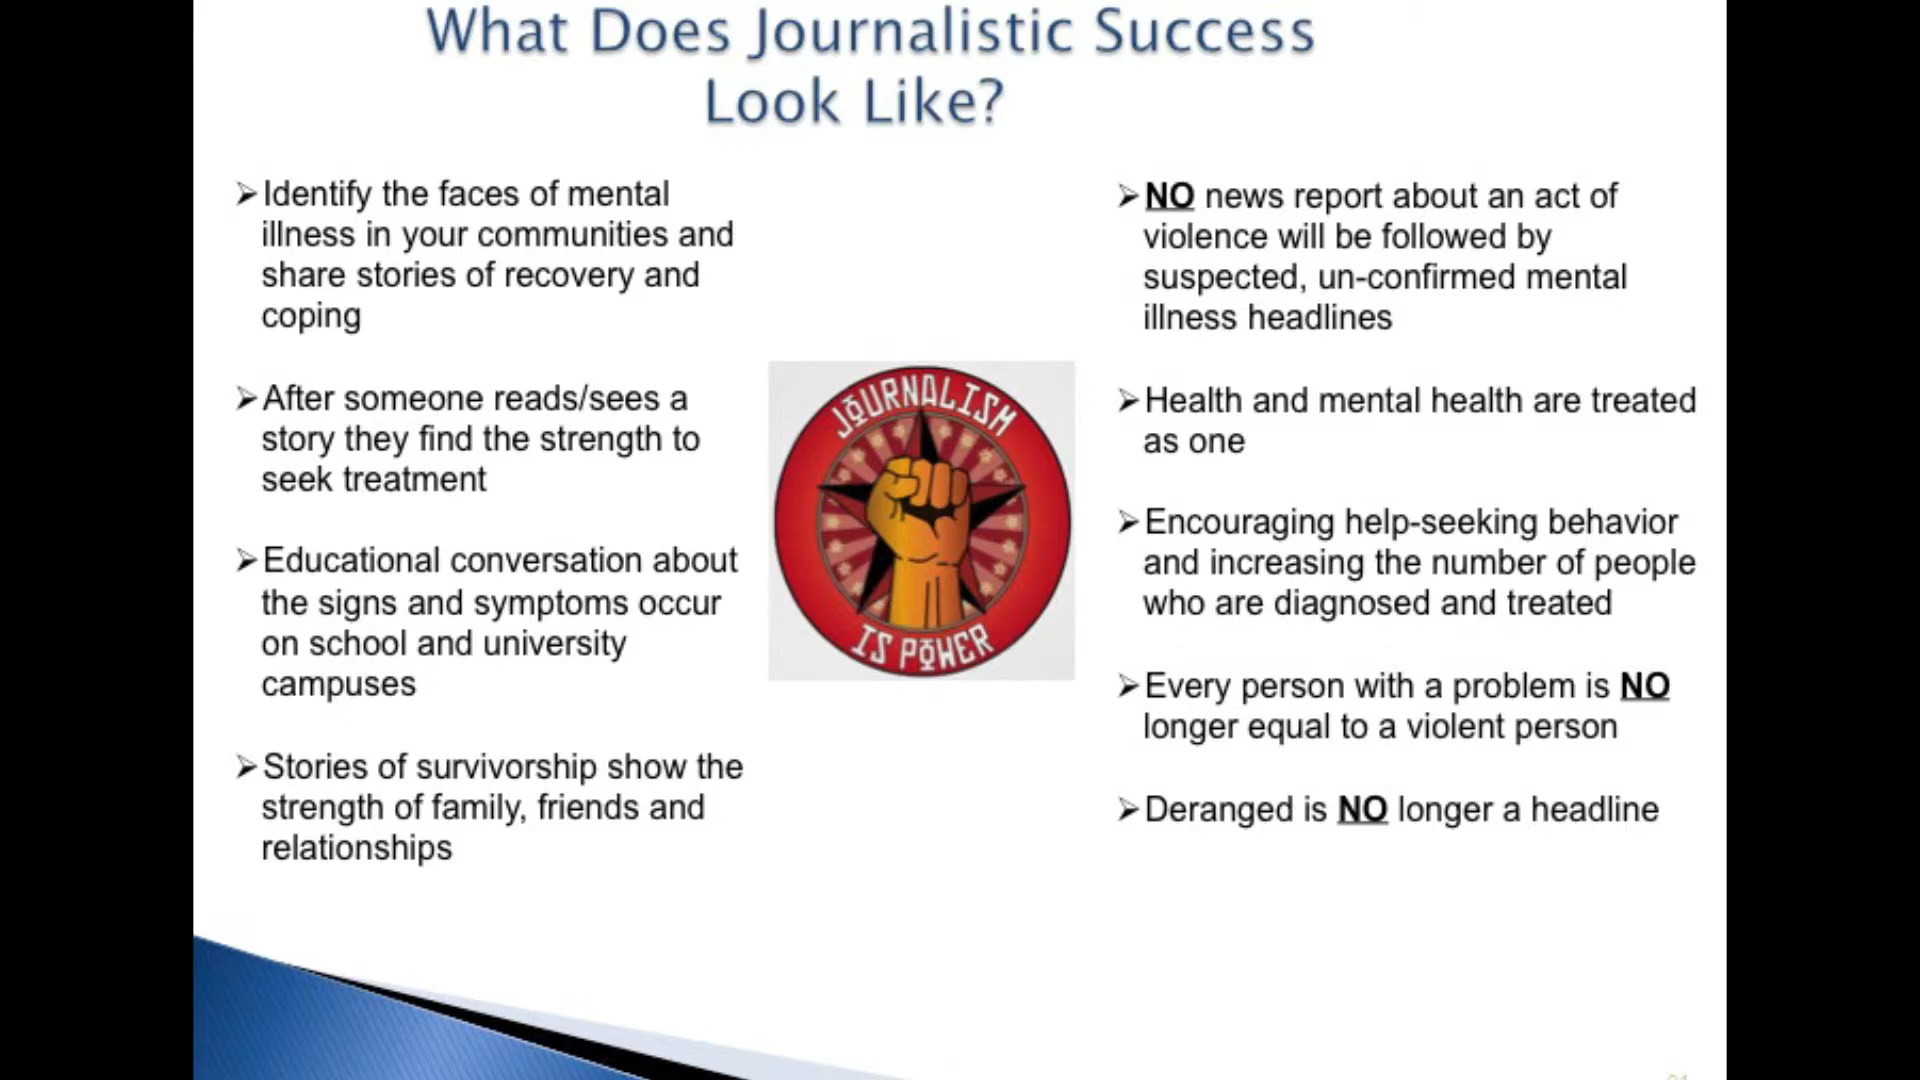 What Does Journalistic Success
Look Like?
➢Identify the faces of mental
illness in your communities and
share stories of recovery and
coping
➢After someone reads/sees a
story they find the strength to
seek treatment
➢Educational conversation about
the signs and symptoms occur
on school and university
campuses
➢Stories of survivorship show the
strength of family, friends and
relationships
JOURNALISM
IS POWER
➢NO news report about an act of
violence will be followed by
suspected, un-confirmed mental
illness headlines
➢Health and mental health are treated
as one
➢Encouraging help-seeking behavior
and increasing the number of people
who are diagnosed and treated
➢Every person with a problem is NO
longer equal to a violent person
➢Deranged is NO longer a headline